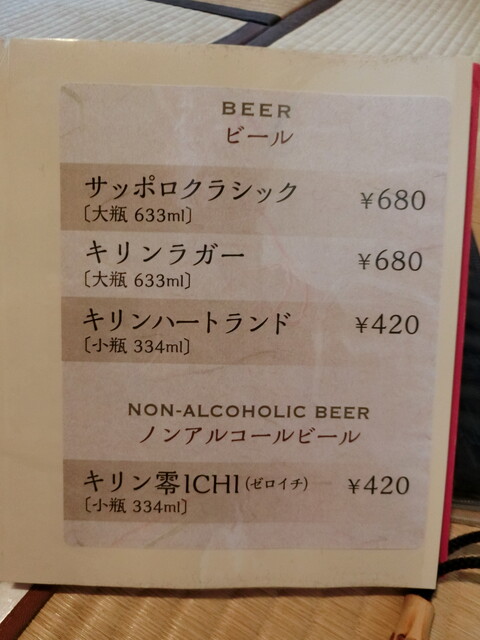 BEER
ビール
サッポロクラシック ¥680
〔大瓶 633ml〕
キリンラガー ¥680
〔大瓶 633ml〕
キリンハートランド ¥420
〔小瓶 334ml〕
NON-ALCOHOLIC BEER
ノンアルコールビール
キリン零ICHI(ゼロイチ) ¥420
〔小瓶 334ml〕